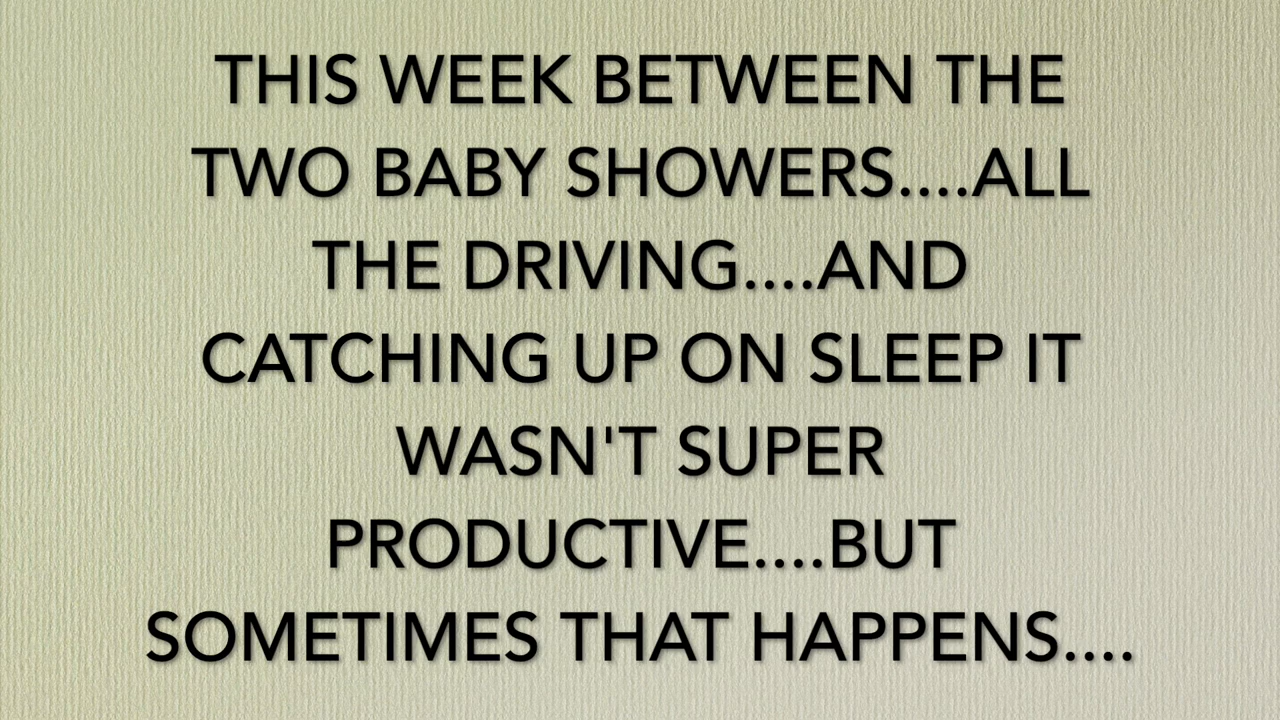 THIS WEEK BETWEEN THE
TWO BABY SHOWERS....ALL
THE DRIVING....AND
CATCHING UP ON SLEEP IT
WASN'T SUPER
PRODUCTIVE....BUT
SOMETIMES THAT HAPPENS....